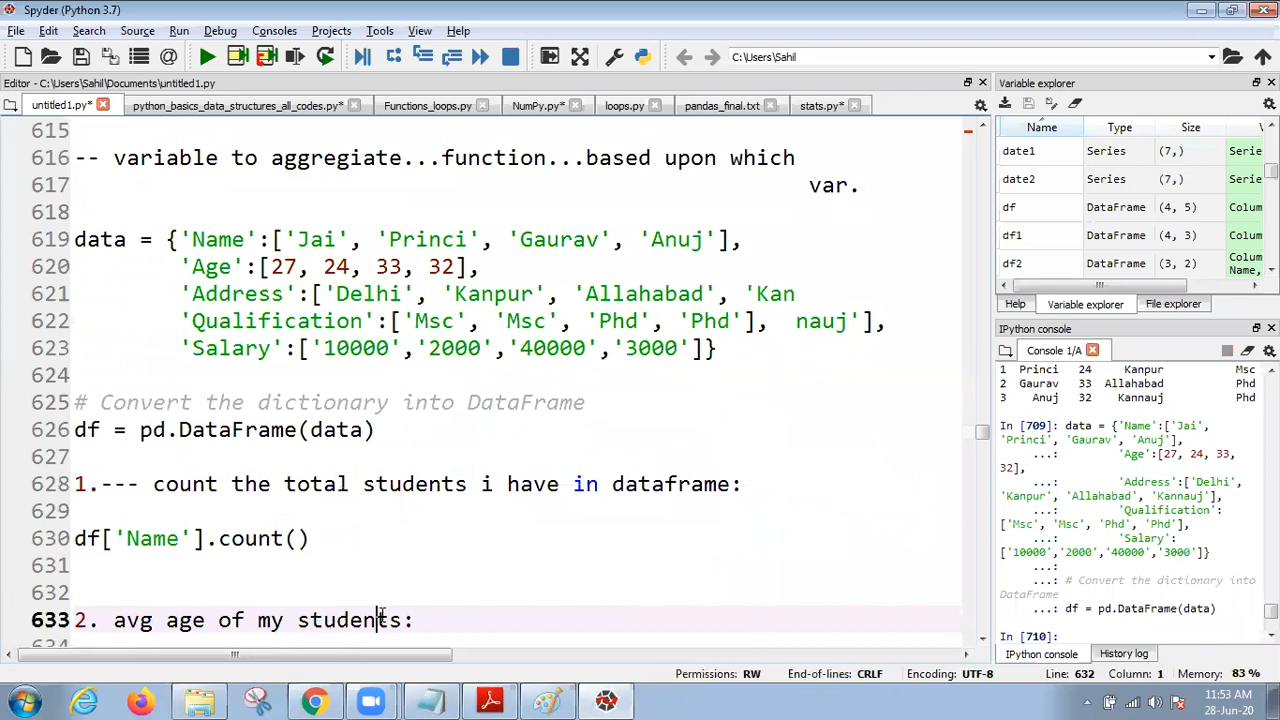 Spyder (Python 3.7)
File Edit Search Source Run Debug Consoles Projects Tools View Help
C:\Users\Sahil
Editor - C:\Users\Sahil\Documents\untitled1.py
untitled1.py* python_basics_data_structures_all_codes.py* Functions_loops.py NumPy.py* loops.py pandas_final.txt stats.py*
615
616 -- variable to aggregiate...function...based upon which
617 var.
618
619 data = {'Name':['Jai', 'Princi', 'Gaurav', 'Anuj'],
620 'Age':[27, 24, 33, 32],
621 'Address':['Delhi', 'Kanpur', 'Allahabad', 'Kan
622 'Qualification':['Msc', 'Msc', 'Phd', 'Phd'], nauj'],
623 'Salary':['10000','2000','40000','3000']}
624
625 # Convert the dictionary into DataFrame
626 df = pd.DataFrame(data)
627
628 1.--- count the total students i have in dataframe:
629
630 df['Name'].count()
631
632
633 2. avg age of my students:
634
Variable explorer
Name Type Size V
date1 Series (7,) Serie
date2 Series (7,) Serie
df DataFrame (4, 5) Colum
df1 DataFrame (4, 3) Colum
df2 DataFrame (3, 2) Colum
Name,
Help Variable explorer File explorer
IPython console
Console 1/A
1 Princi 24 Kanpur Msc
2 Gaurav 33 Allahabad Phd
3 Anuj 32 Kannauj Phd
In [709]: data = {'Name':['Jai',
'Princi', 'Gaurav', 'Anuj'],
...: 'Age':[27, 24, 33,
32],
...: 'Address':['Delhi',
'Kanpur', 'Allahabad', 'Kannauj'],
...: 'Qualification':
['Msc', 'Msc', 'Phd', 'Phd'],
...: 'Salary':
['10000','2000','40000','3000']}
...:
...: # Convert the dictionary into
DataFrame
...: df = pd.DataFrame(data)
In [710]:
IPython console History log
Permissions: RW End-of-lines: CRLF Encoding: UTF-8 Line: 632 Column: 1 Memory: 83 %
11:53 AM
28-Jun-20